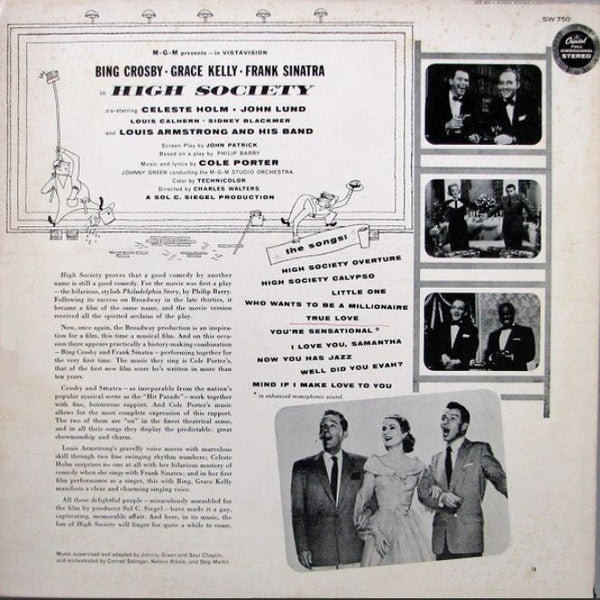 SW 750
Capitol
FULL
DIMENSIONAL
STEREO
M-G-M presents – in VISTAVISION
BING CROSBY · GRACE KELLY · FRANK SINATRA
in HIGH SOCIETY
co-starring CELESTE HOLM · JOHN LUND
LOUIS CALHERN · SIDNEY BLACKMER
and LOUIS ARMSTRONG AND HIS BAND
Screen Play by JOHN PATRICK
Based on a play by PHILIP BARRY
Music and lyrics by COLE PORTER
JOHNNY GREEN conducting the M-G-M STUDIO ORCHESTRA
Color by TECHNICOLOR
Directed by CHARLES WALTERS
A SOL C. SIEGEL PRODUCTION
the songs:
HIGH SOCIETY OVERTURE
HIGH SOCIETY CALYPSO
LITTLE ONE
WHO WANTS TO BE A MILLIONAIRE
TRUE LOVE
YOU'RE SENSATIONAL*
I LOVE YOU, SAMANTHA
NOW YOU HAS JAZZ
WELL DID YOU EVAH?
MIND IF I MAKE LOVE TO YOU
*in enhanced monophonic sound.
High Society proves that a good comedy by another
name is still a good comedy. For the movie was first a play
– the hilarious, stylish Philadelphia Story, by Philip Barry.
Following its success on Broadway in the late thirties, it
became a film of the same name, and the movie version
received all the spirited acclaim of the play.
Now, once again, the Broadway production is an inspira-
tion for a film, this time a musical film. And on this occa-
sion there appears practically a history-making combination
– Bing Crosby and Frank Sinatra – performing together for
the very first time. The music they sing is Cole Porter's,
that of the first new film score he's written in more than
ten years.
Crosby and Sinatra – as inseparable from the nation's
popular musical scene as the "Hit Parade" – work together
with fine, boisterous rapport. And Cole Porter's music
allows for the most complete expression of this rapport.
The two of them are "on" in the finest theatrical sense,
and in all their songs they display the predictable: great
showmanship and charm.
Louis Armstrong's gravelly voice moves with marvelous
skill through two fine swinging rhythm numbers; Celeste
Holm surprises no one at all with her hilarious mastery of
comedy when she sings with Frank Sinatra; and in her first
film performance as a singer, this with Bing, Grace Kelly
manifests a clear and charming singing voice.
All these delightful people – miraculously assembled for
the film by producer Sol C. Siegel – have made it a gay,
captivating, memorable affair. And here, in its music, the
fun of High Society will linger for quite a while to come.
Music supervised and adapted by Johnny Green and Saul Chaplin,
and orchestrated by Conrad Salinger, Nelson Riddle, and Skip Martin